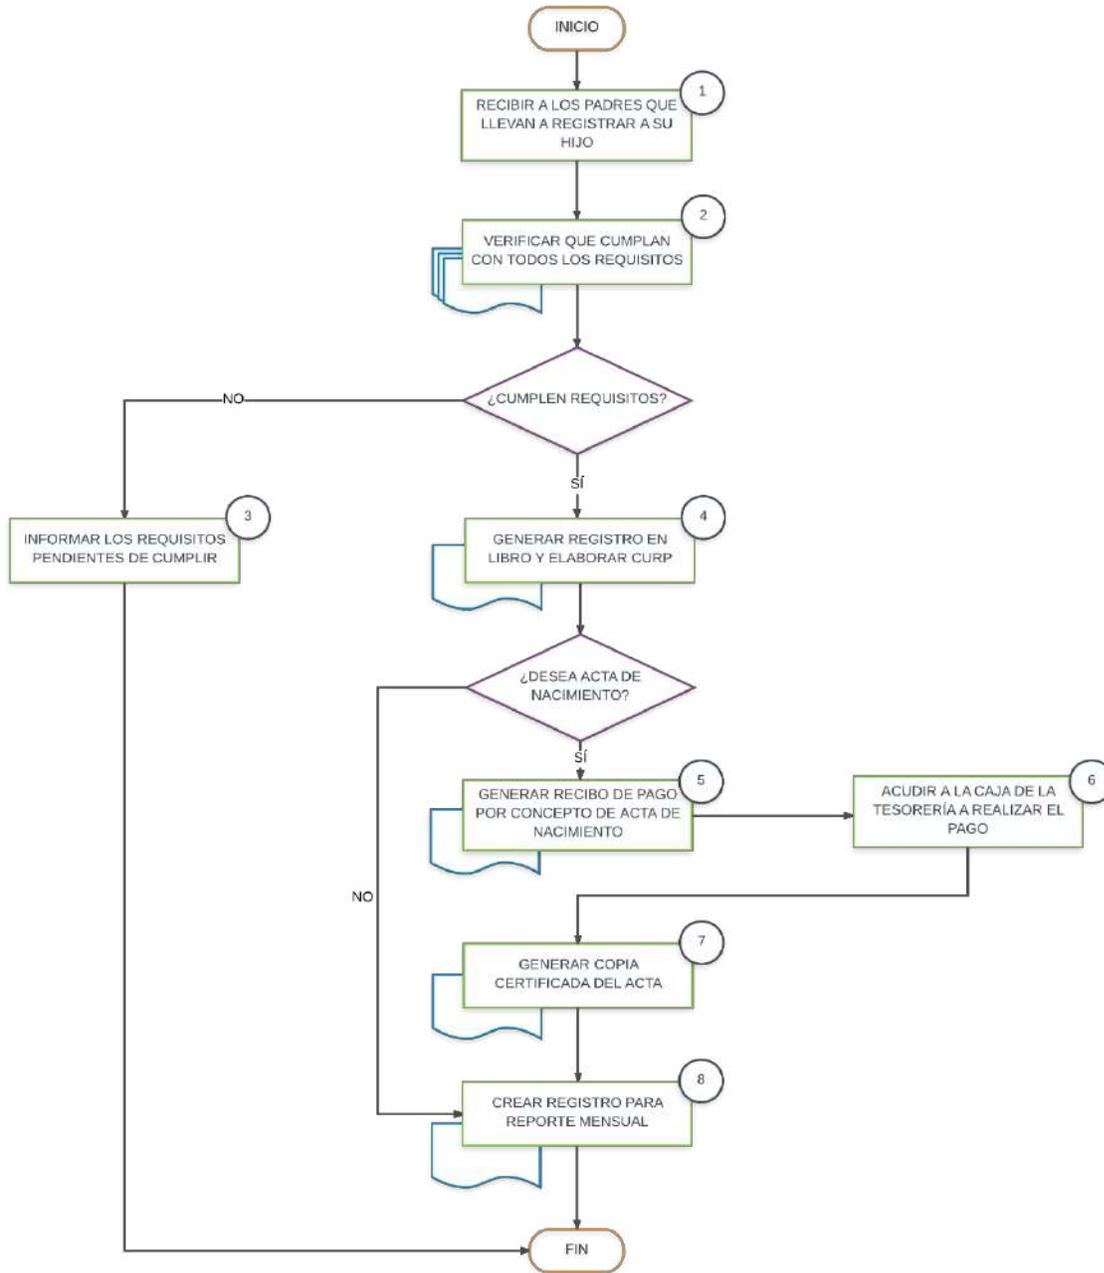 INICIO
1
RECIBIR A LOS PADRES QUE
LLEVAN A REGISTRAR A SU
HIJO
2
VERIFICAR QUE CUMPLAN
CON TODOS LOS REQUISITOS
¿CUMPLEN REQUISITOS?
NO
SÍ
3
INFORMAR LOS REQUISITOS
PENDIENTES DE CUMPLIR
4
GENERAR REGISTRO EN
LIBRO Y ELABORAR CURP
¿DESEA ACTA DE
NACIMIENTO?
SÍ
5
GENERAR RECIBO DE PAGO
POR CONCEPTO DE ACTA DE
NACIMIENTO
6
ACUDIR A LA CAJA DE LA
TESORERÍA A REALIZAR EL
PAGO
NO
7
GENERAR COPIA
CERTIFICADA DEL ACTA
8
CREAR REGISTRO PARA
REPORTE MENSUAL
FIN